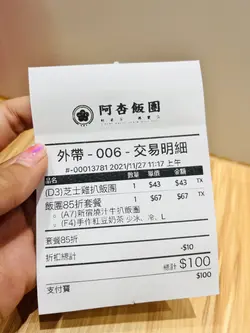 阿杏飯團
外帶 - 006 - 交易明細
#-00013781 2021/11/27 11:17 上午
品名 數量 單價 金額
(D3)芝士雞扒飯團 1 $43 $43 TX
飯團85折套餐 1 $67 $67 TX
○ (A7)新宿燒汁牛扒飯團
○ (F4)手作紅豆奶茶 少冰、冷、L
套餐85折
折扣總計 -$10
總計 $100
支付寶 $100